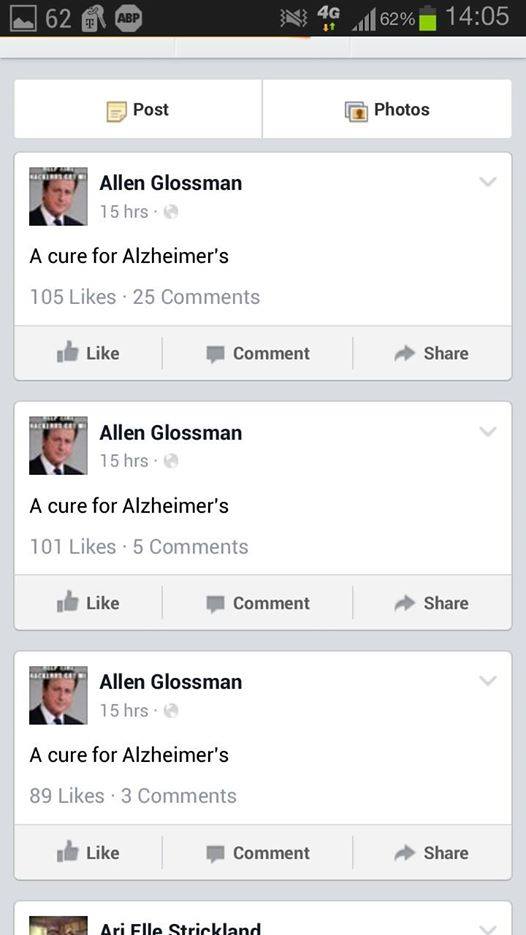 62 ABP 4G 62% 14:05
Post Photos
Allen Glossman
15 hrs ·
A cure for Alzheimer's
105 Likes · 25 Comments
Like Comment Share
Allen Glossman
15 hrs ·
A cure for Alzheimer's
101 Likes · 5 Comments
Like Comment Share
Allen Glossman
15 hrs ·
A cure for Alzheimer's
89 Likes · 3 Comments
Like Comment Share
Ari Elle Strickland